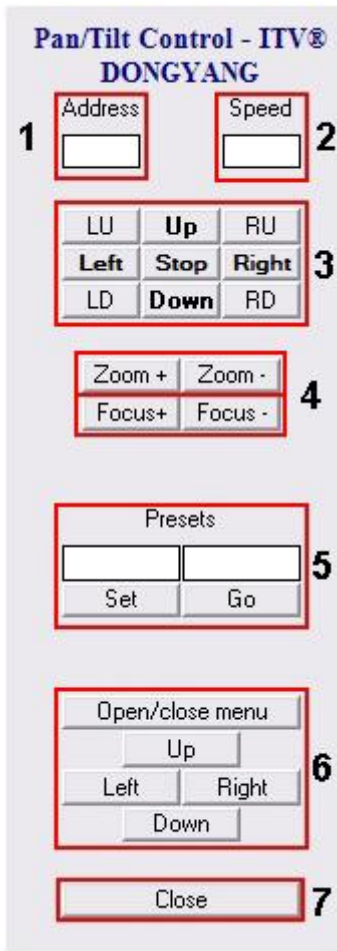 Pan/Tilt Control - ITV®
DONGYANG
1 Address Speed 2
LU Up RU
Left Stop Right 3
LD Down RD
Zoom + Zoom -
4
Focus+ Focus -
Presets
5
Set Go
Open/close menu
Up
6
Left Right
Down
Close 7